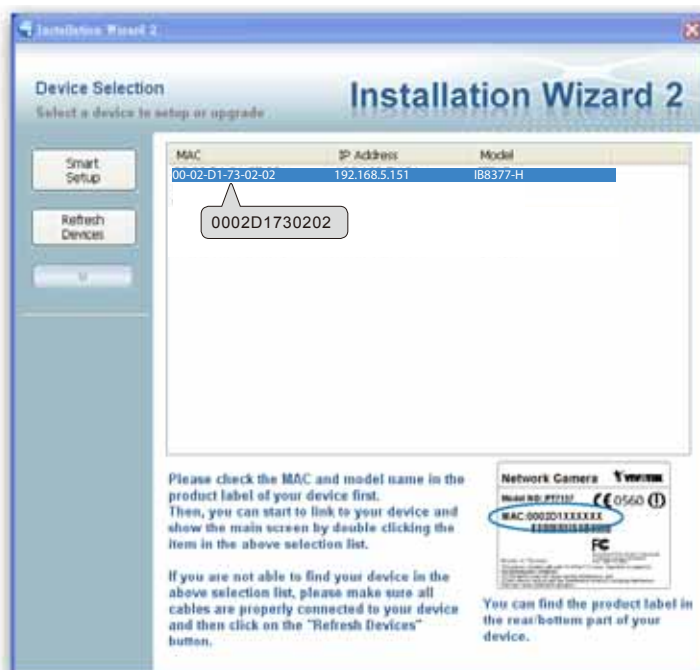 Installation Wizard 2
Device Selection
Select a device to setup or upgrade
Installation Wizard 2
Smart
Setup
Refresh
Devices
MAC IP Address Model
00-02-D1-73-02-02 192.168.5.151 IB8377-H
0002D1730202
Please check the MAC and model name in the
product label of your device first.
Then, you can start to link to your device and
show the main screen by double clicking the
item in the above selection list.
If you are not able to find your device in the
above selection list, please make sure all
cables are properly connected to your device
and then click on the "Refresh Devices"
button.
Network Camera VIVOTEK
Model NO: PT7137
0560
MAC:0002D1XXXXXX
FC
You can find the product label in
the rear/bottom part of your
device.